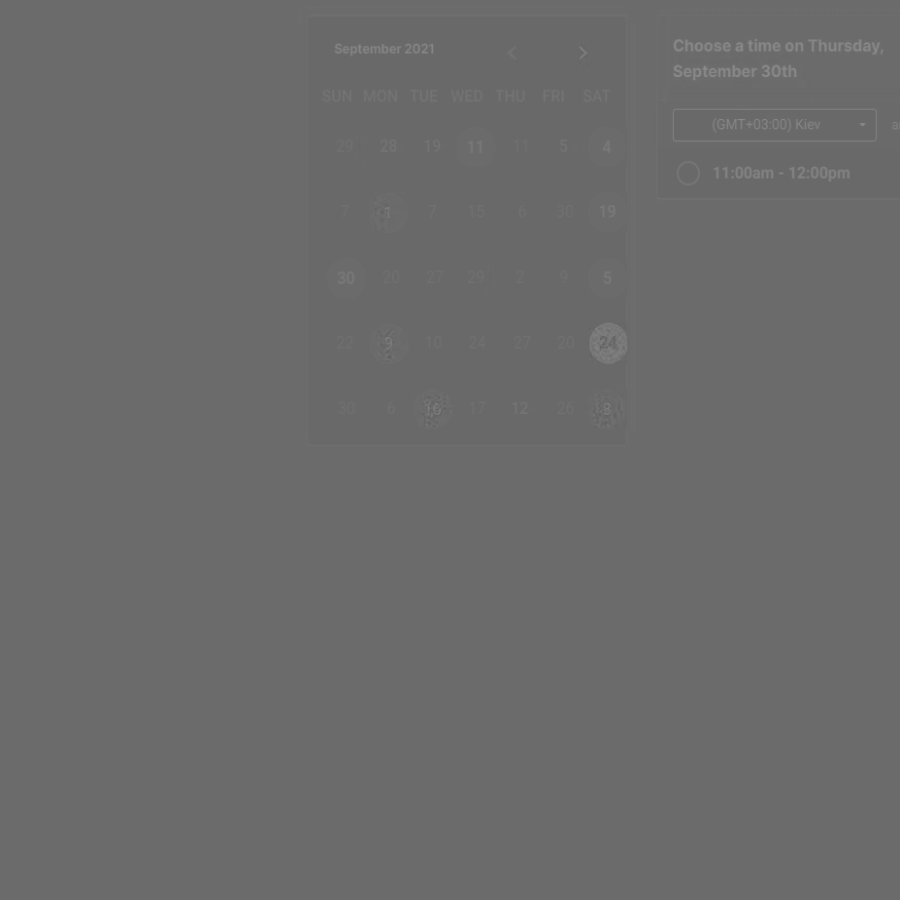 September 2021
SUN MON TUE WED THU FRI SAT
29 28 19 11 11 5 4
7 7 15 6 30 19
30 20 27 29 2 9 5
22 9 10 24 27 20 24
30 6 16 17 12 26 8
Choose a time on Thursday,
September 30th
(GMT+03:00) Kiev
11:00am - 12:00pm